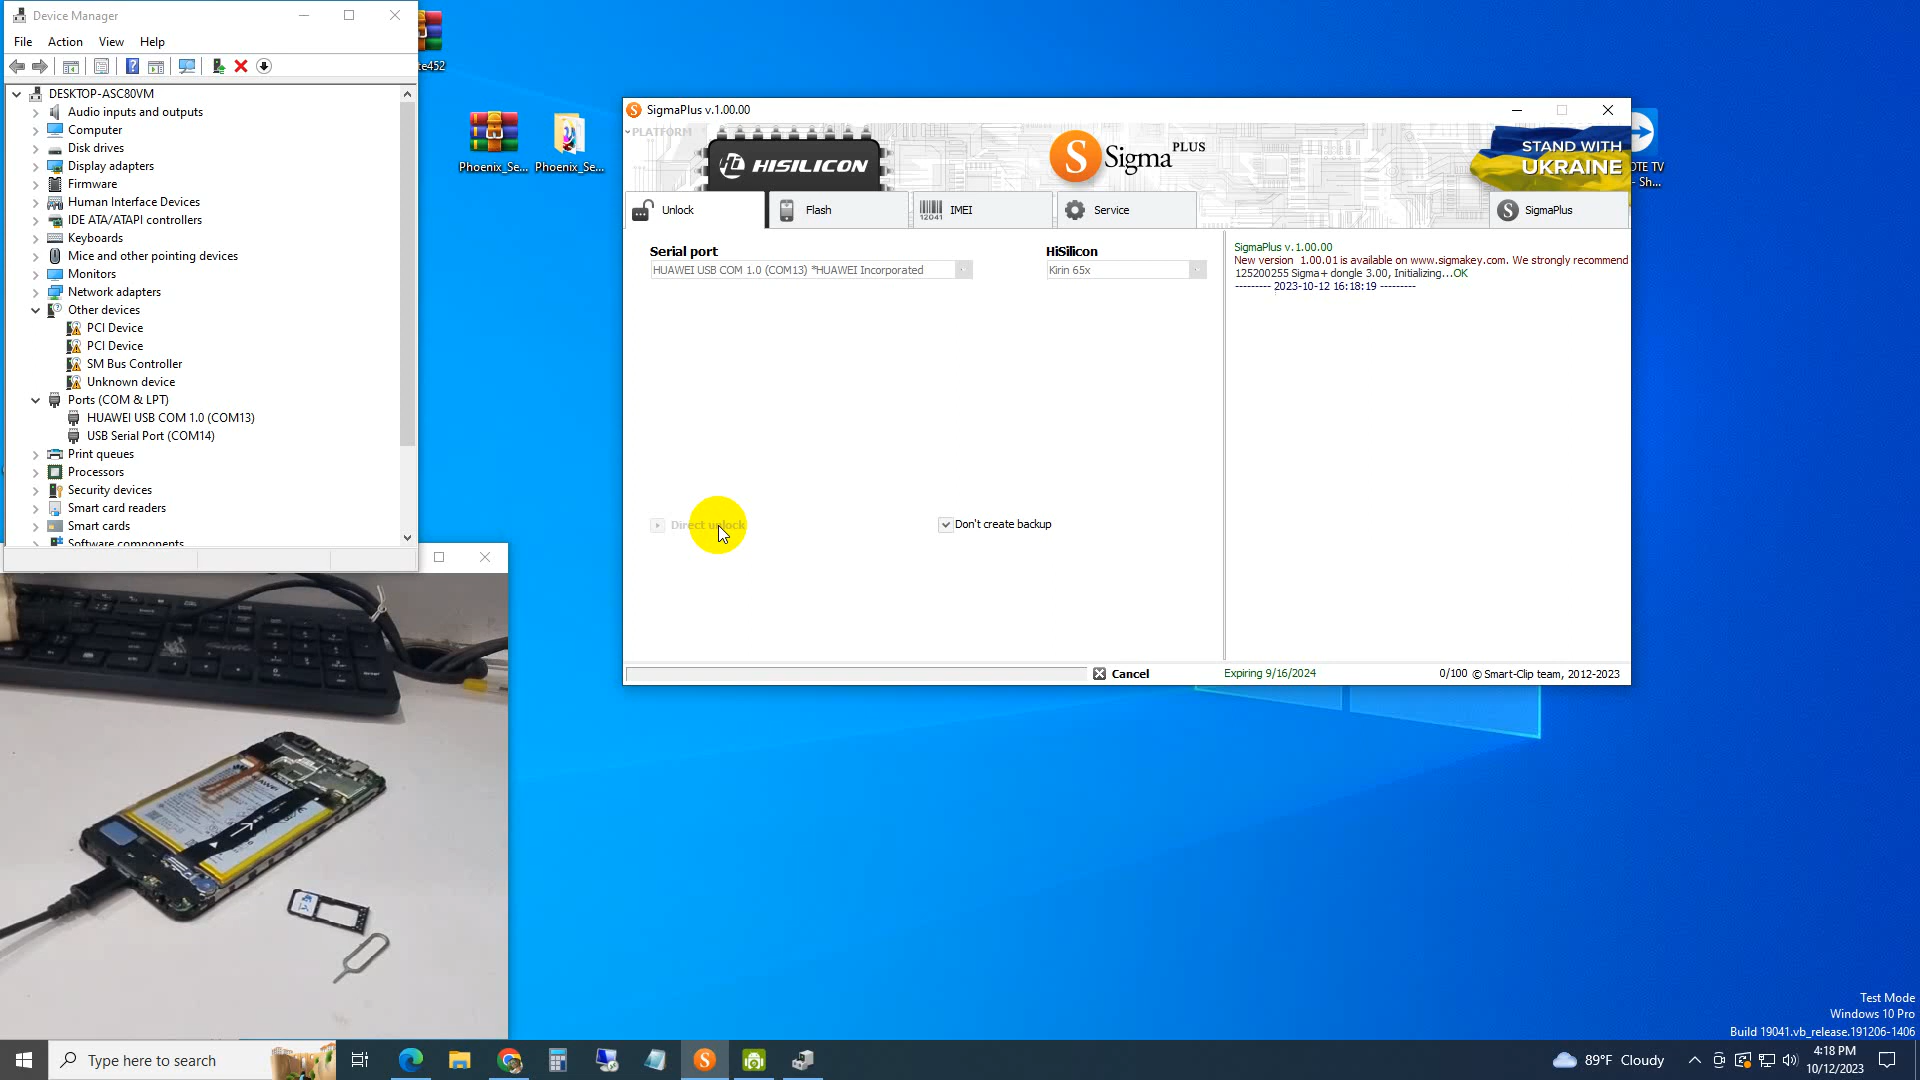 Device Manager
File Action View Help
DESKTOP-ASC80VM
Audio inputs and outputs
Computer
Disk drives
Display adapters
Firmware
Human Interface Devices
IDE ATA/ATAPI controllers
Keyboards
Mice and other pointing devices
Monitors
Network adapters
Other devices
PCI Device
PCI Device
SM Bus Controller
Unknown device
Ports (COM & LPT)
HUAWEI USB COM 1.0 (COM13)
USB Serial Port (COM14)
Print queues
Processors
Security devices
Smart card readers
Smart cards
Software components
Phoenix_Se...
Phoenix_Se...
SigmaPlus v.1.00.00
PLATFORM
HISILICON
Sigma PLUS
STAND WITH
UKRAINE
Unlock
Flash
12041
IMEI
Service
SigmaPlus
Serial port
HiSilicon
HUAWEI USB COM 1.0 (COM13) *HUAWEI Incorporated
Kirin 65x
Direct unlock
Don't create backup
SigmaPlus v.1.00.00
New version 1.00.01 is available on www.sigmakey.com. We strongly recommend
125200255 Sigma+ dongle 3.00, Initializing...OK
--------- 2023-10-12 16:18:19 ---------
Cancel
Expiring 9/16/2024
0/100
© Smart-Clip team, 2012-2023
OTE TV
- Sh...
Test Mode
Windows 10 Pro
Build 19041.vb_release.191206-1406
Type here to search
89°F Cloudy
4:18 PM
10/12/2023